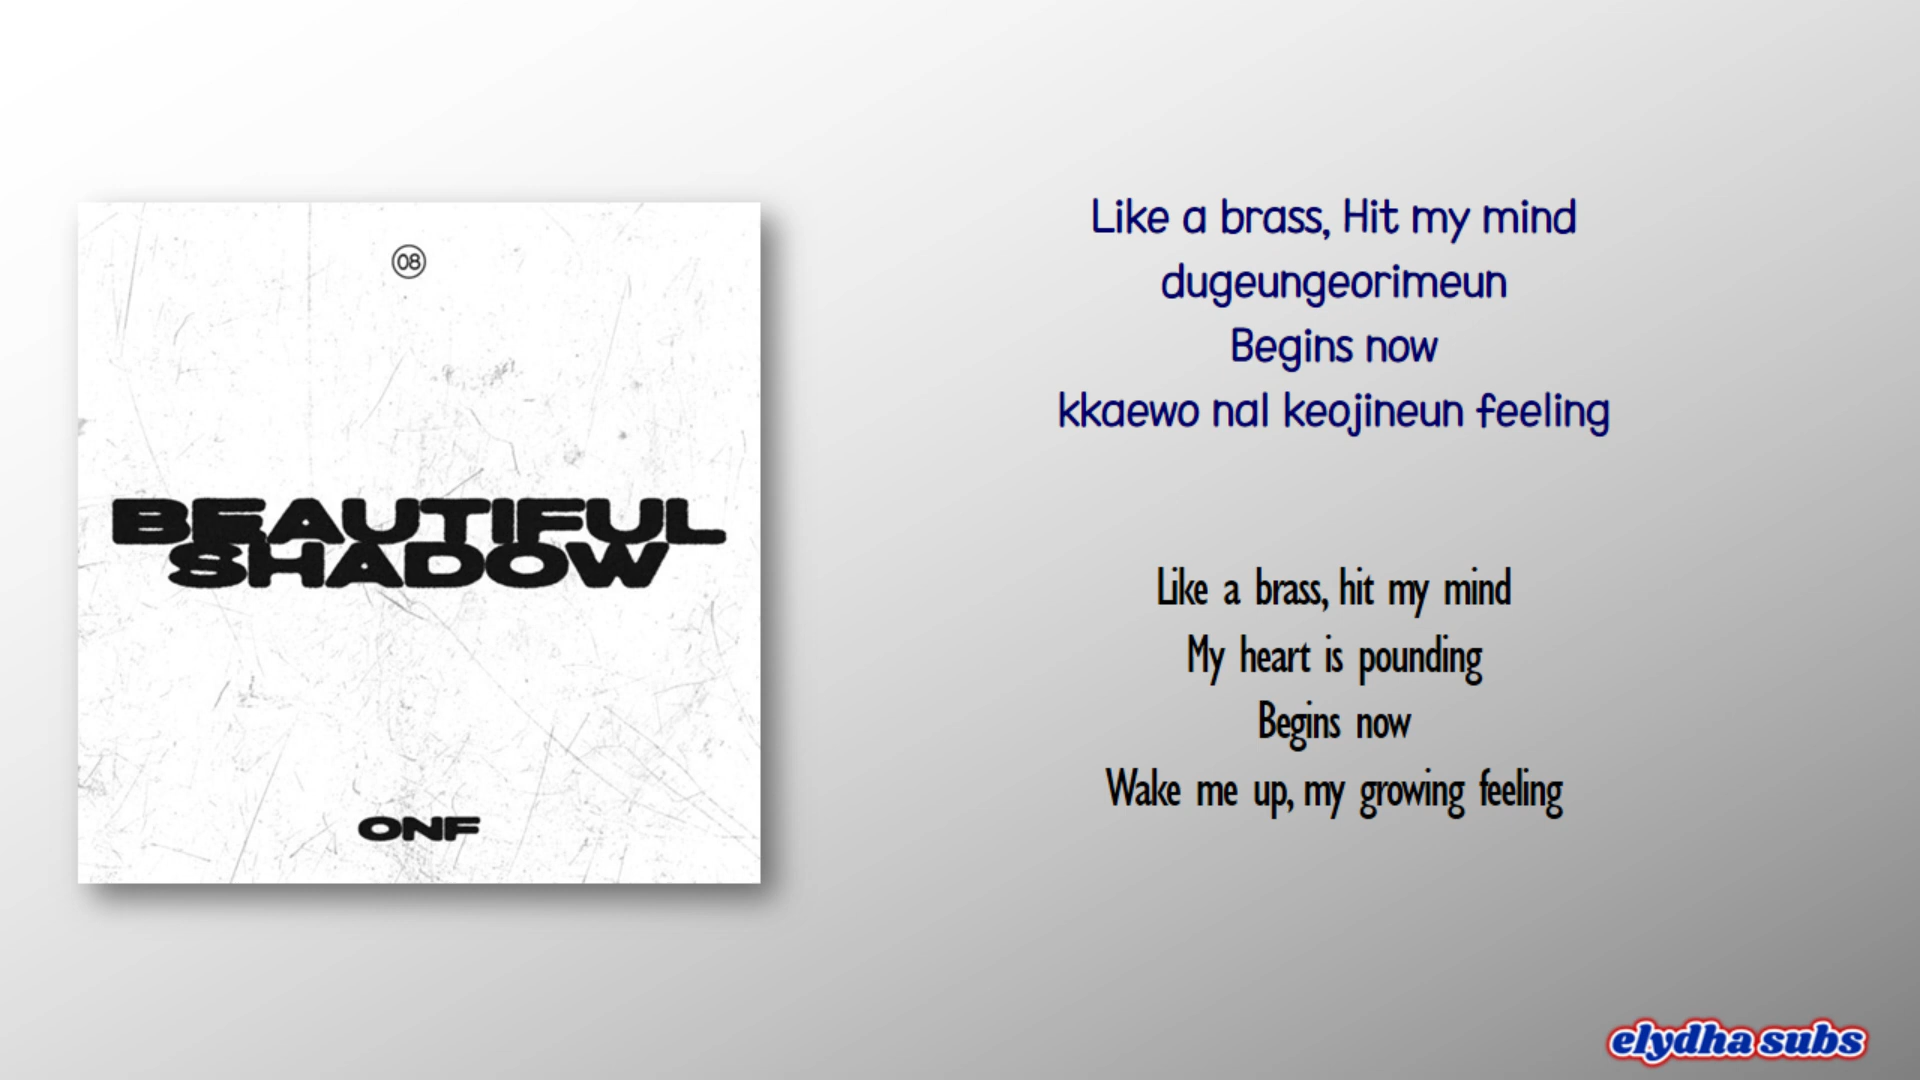 08
BEAUTIFUL
SHADOW
ONF
Like a brass, Hit my mind
dugeungeorimeun
Begins now
kkaewo nal keojineun feeling
Like a brass, hit my mind
My heart is pounding
Begins now
Wake me up, my growing feeling
elydha subs